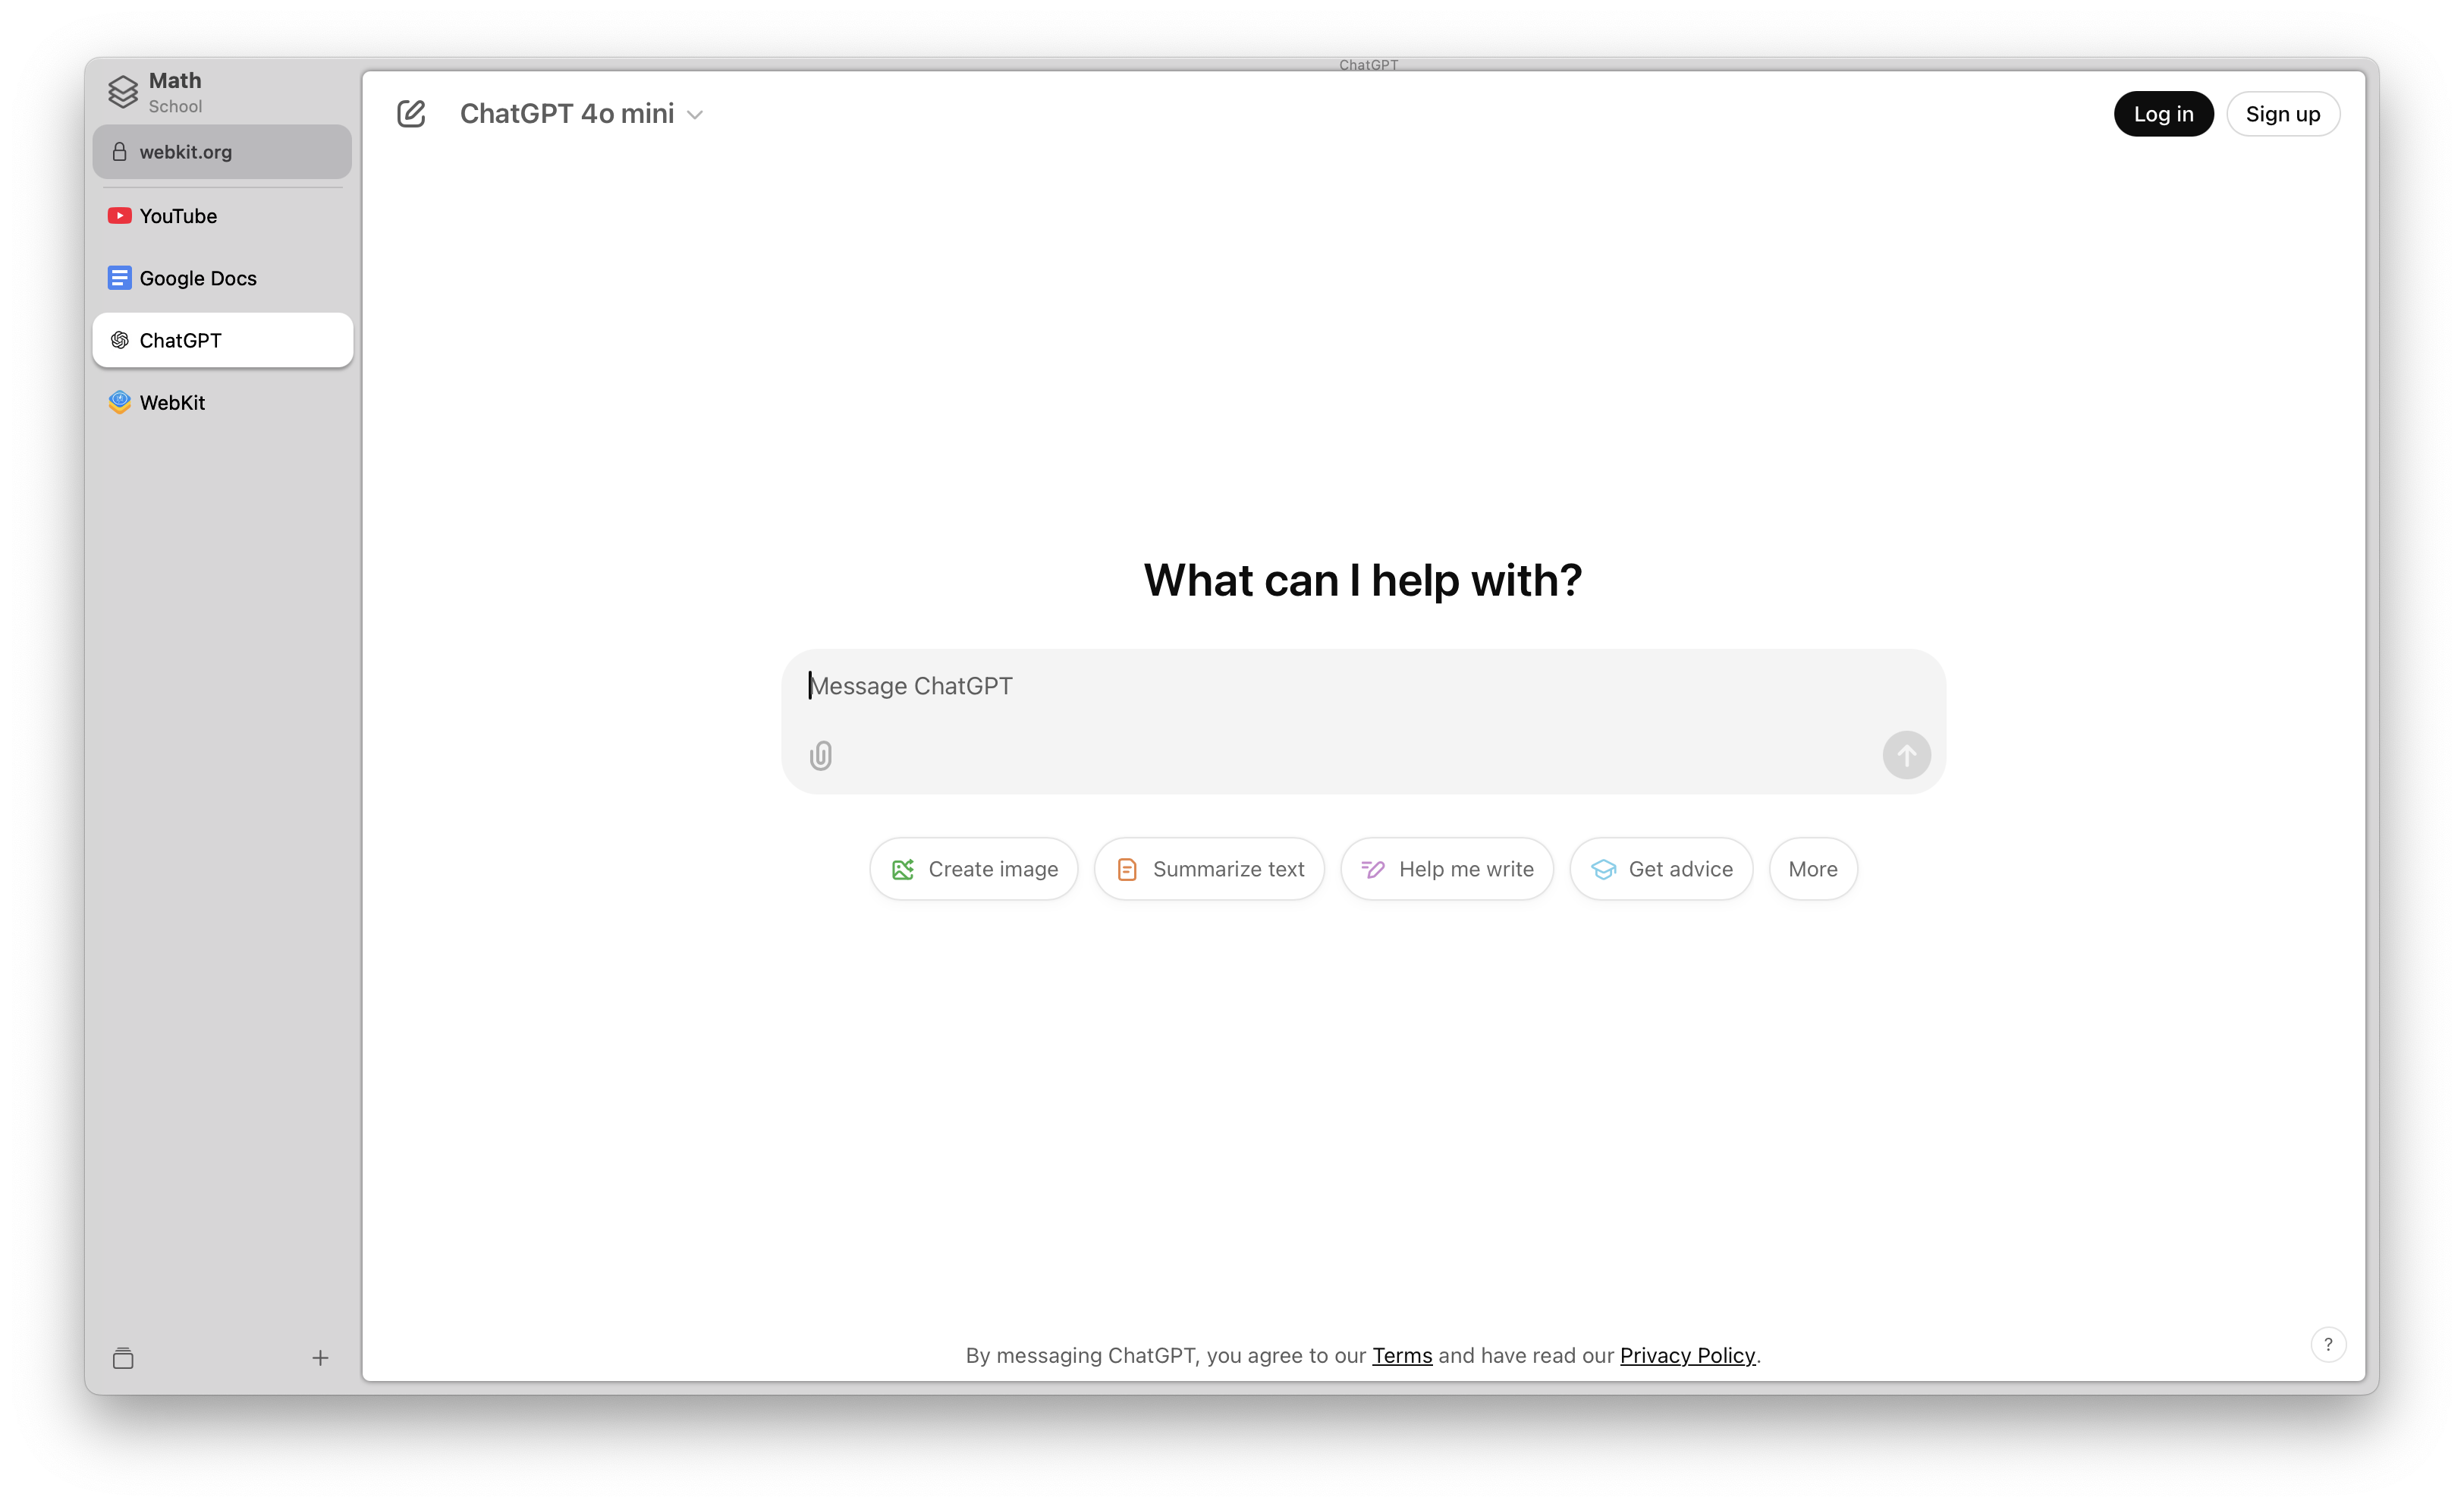 ChatGPT
Math
School
webkit.org
YouTube
Google Docs
ChatGPT
WebKit
ChatGPT 4o mini
Log in
Sign up
What can I help with?
Message ChatGPT
Create image
Summarize text
Help me write
Get advice
More
By messaging ChatGPT, you agree to our Terms and have read our Privacy Policy.
?